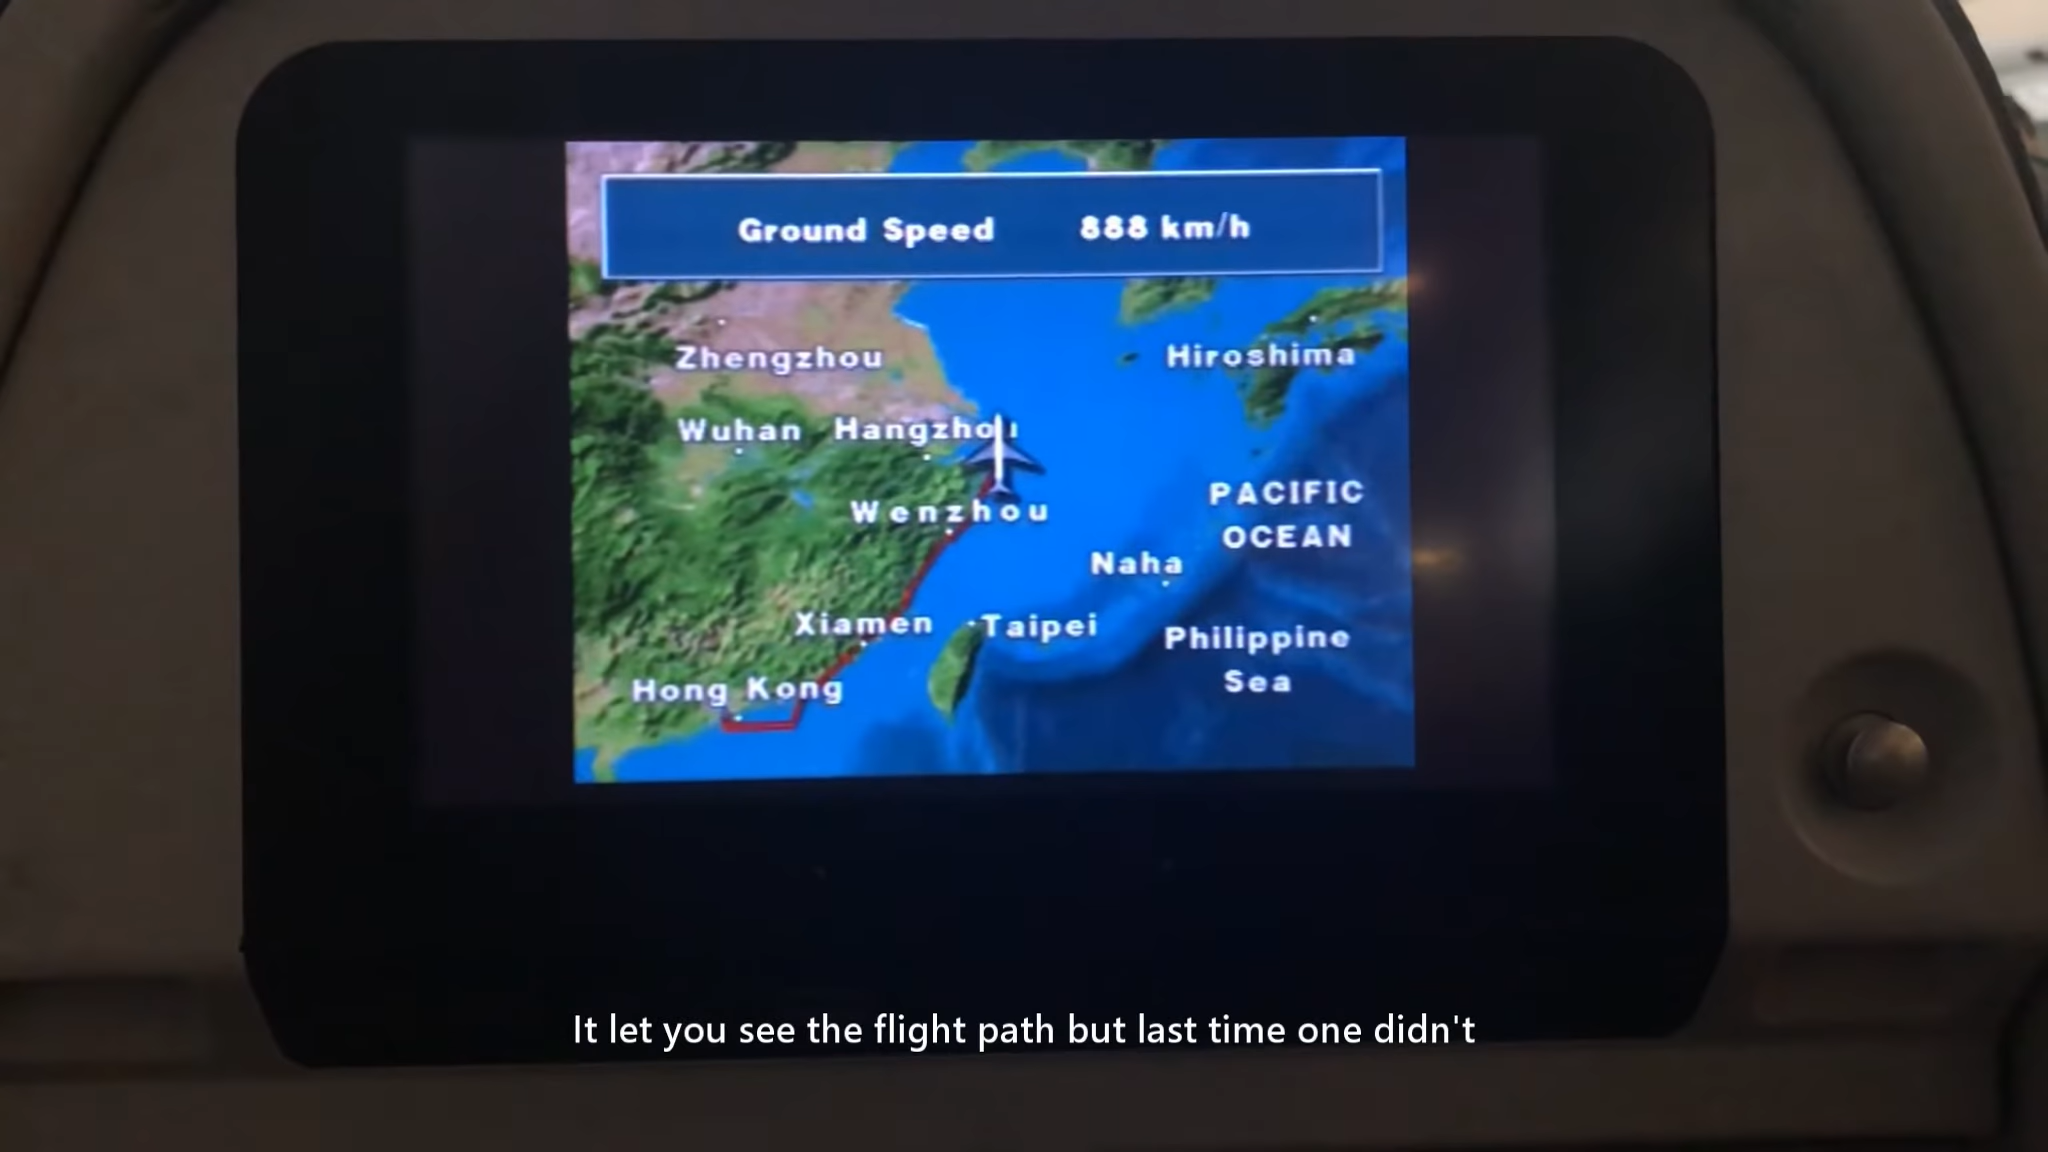 Ground Speed 888 km/h
Zhengzhou
Hiroshima
Wuhan Hangzhou
PACIFIC
OCEAN
Wenzhou
Naha
Xiamen Taipei
Philippine
Sea
Hong Kong
It let you see the flight path but last time one didn't